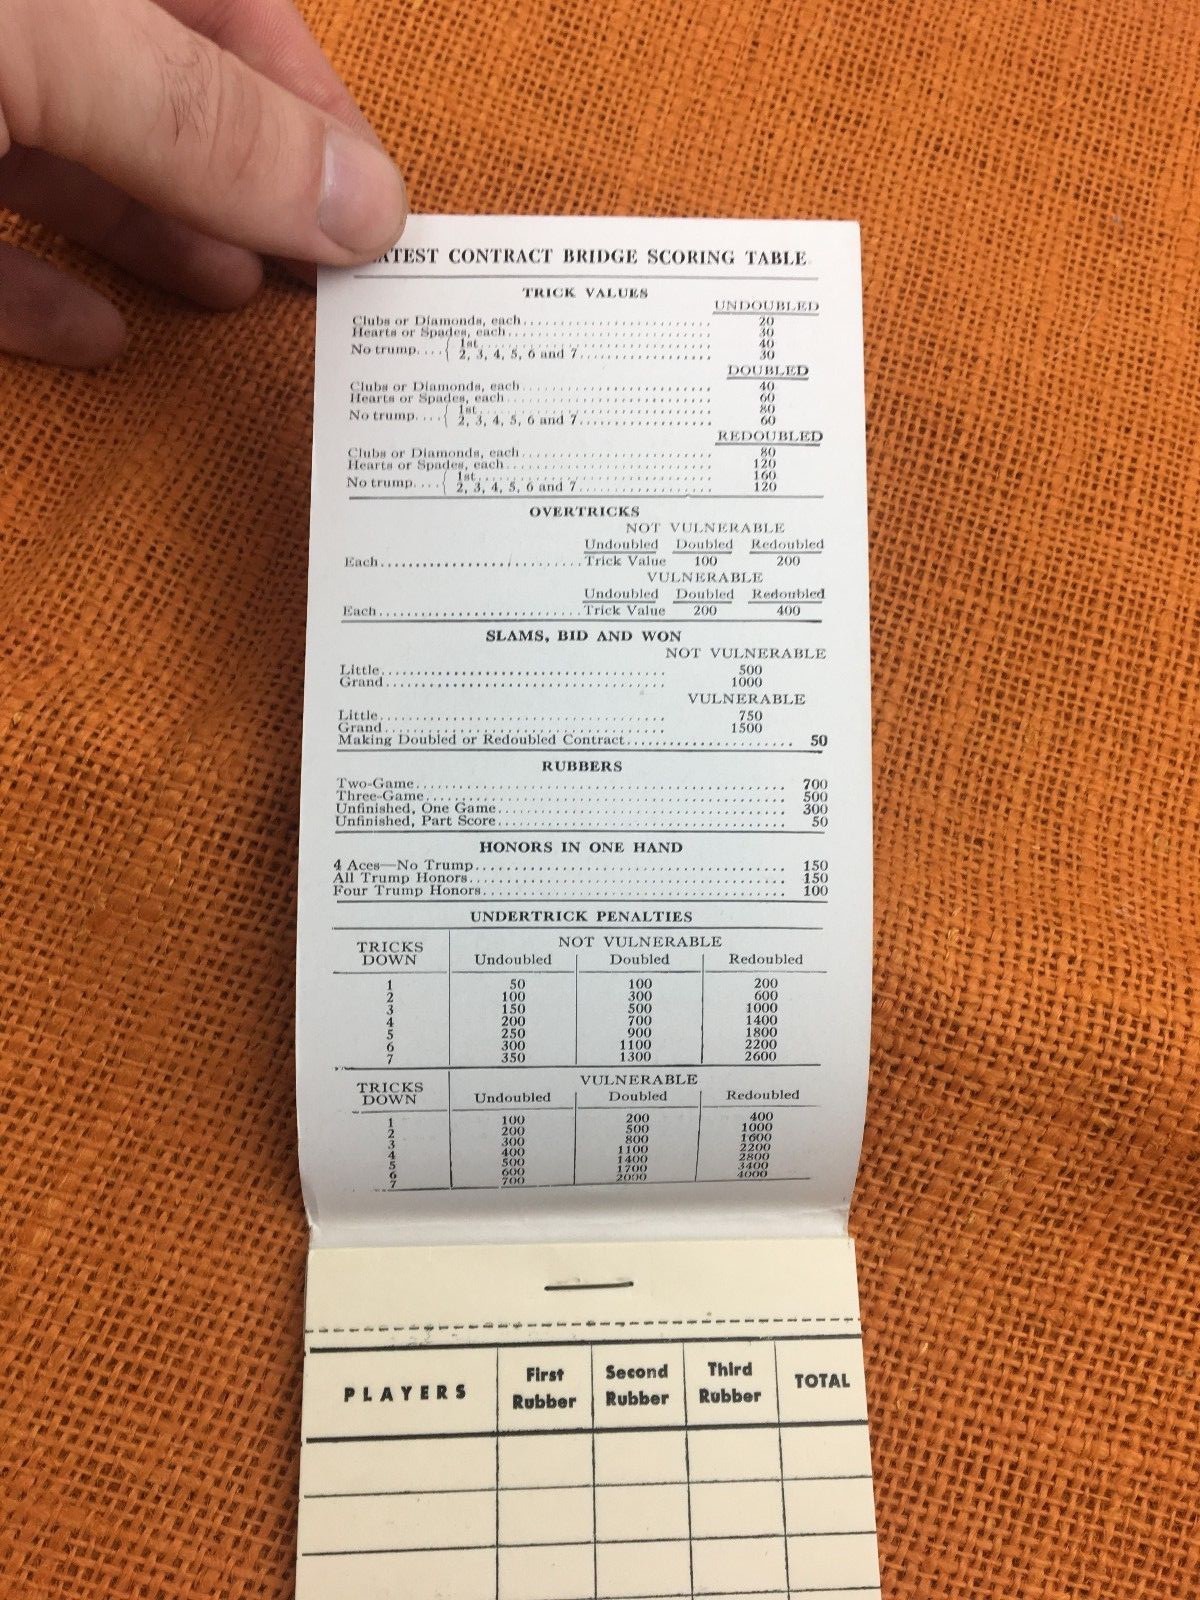 ATEST CONTRACT BRIDGE SCORING TABLE
TRICK VALUES
UNDOUBLED
Clubs or Diamonds, each 20
Hearts or Spades, each 30
No trump { 1st 40
2, 3, 4, 5, 6 and 7 30
DOUBLED
Clubs or Diamonds, each 40
Hearts or Spades, each 60
No trump { 1st 80
2, 3, 4, 5, 6 and 7 60
REDOUBLED
Clubs or Diamonds, each 80
Hearts or Spades, each 120
No trump { 1st 160
2, 3, 4, 5, 6 and 7 120
OVERTRICKS
NOT VULNERABLE
Undoubled Doubled Redoubled
Each Trick Value 100 200
VULNERABLE
Undoubled Doubled Redoubled
Each Trick Value 200 400
SLAMS, BID AND WON
NOT VULNERABLE
Little 500
Grand 1000
VULNERABLE
Little 750
Grand 1500
Making Doubled or Redoubled Contract 50
RUBBERS
Two-Game 700
Three-Game 500
Unfinished, One Game 300
Unfinished, Part Score 50
HONORS IN ONE HAND
4 Aces—No Trump 150
All Trump Honors 150
Four Trump Honors 100
UNDERTRICK PENALTIES
TRICKS DOWN NOT VULNERABLE
Undoubled Doubled Redoubled
1 50 100 200
2 100 300 600
3 150 500 1000
4 200 700 1400
5 250 900 1800
6 300 1100 2200
7 350 1300 2600
TRICKS DOWN VULNERABLE
Undoubled Doubled Redoubled
1 100 200 400
2 200 500 1000
3 300 800 1600
4 400 1100 2200
5 500 1400 2800
6 600 1700 3400
7 700 2000 4000
PLAYERS First Rubber Second Rubber Third Rubber TOTAL